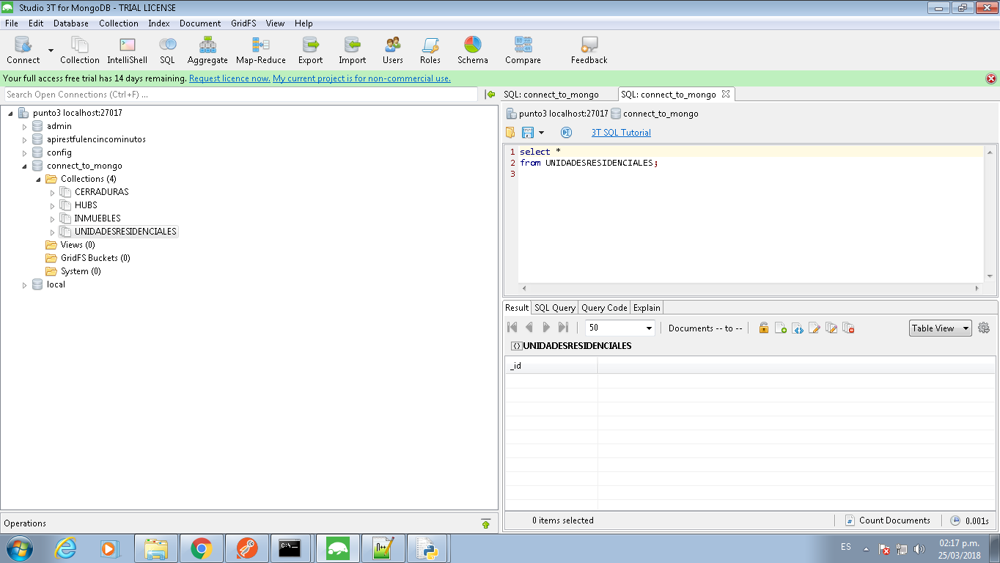 Studio 3T for MongoDB - TRIAL LICENSE
File Edit Database Collection Index Document GridFS View Help
Connect Collection IntelliShell SQL Aggregate Map-Reduce Export Import Users Roles Schema Compare Feedback
Your full access free trial has 14 days remaining. Request licence now. My current project is for non-commercial use.
Search Open Connections (Ctrl+F) ...
SQL: connect_to_mongo SQL: connect_to_mongo
punto3 localhost:27017
admin
apirestfulencincominutos
config
connect_to_mongo
Collections (4)
CERRADURAS
HUBS
INMUEBLES
UNIDADESRESIDENCIALES
Views (0)
GridFS Buckets (0)
System (0)
local
punto3 localhost:27017 connect_to_mongo
3T SQL Tutorial
1 select *
2 from UNIDADESRESIDENCIALES;
3
Result SQL Query Query Code Explain
50 Documents -- to -- Table View
UNIDADESRESIDENCIALES
_id
0 items selected Count Documents 0.001s
Operations
C:\_
ES
02:17 p.m.
25/03/2018